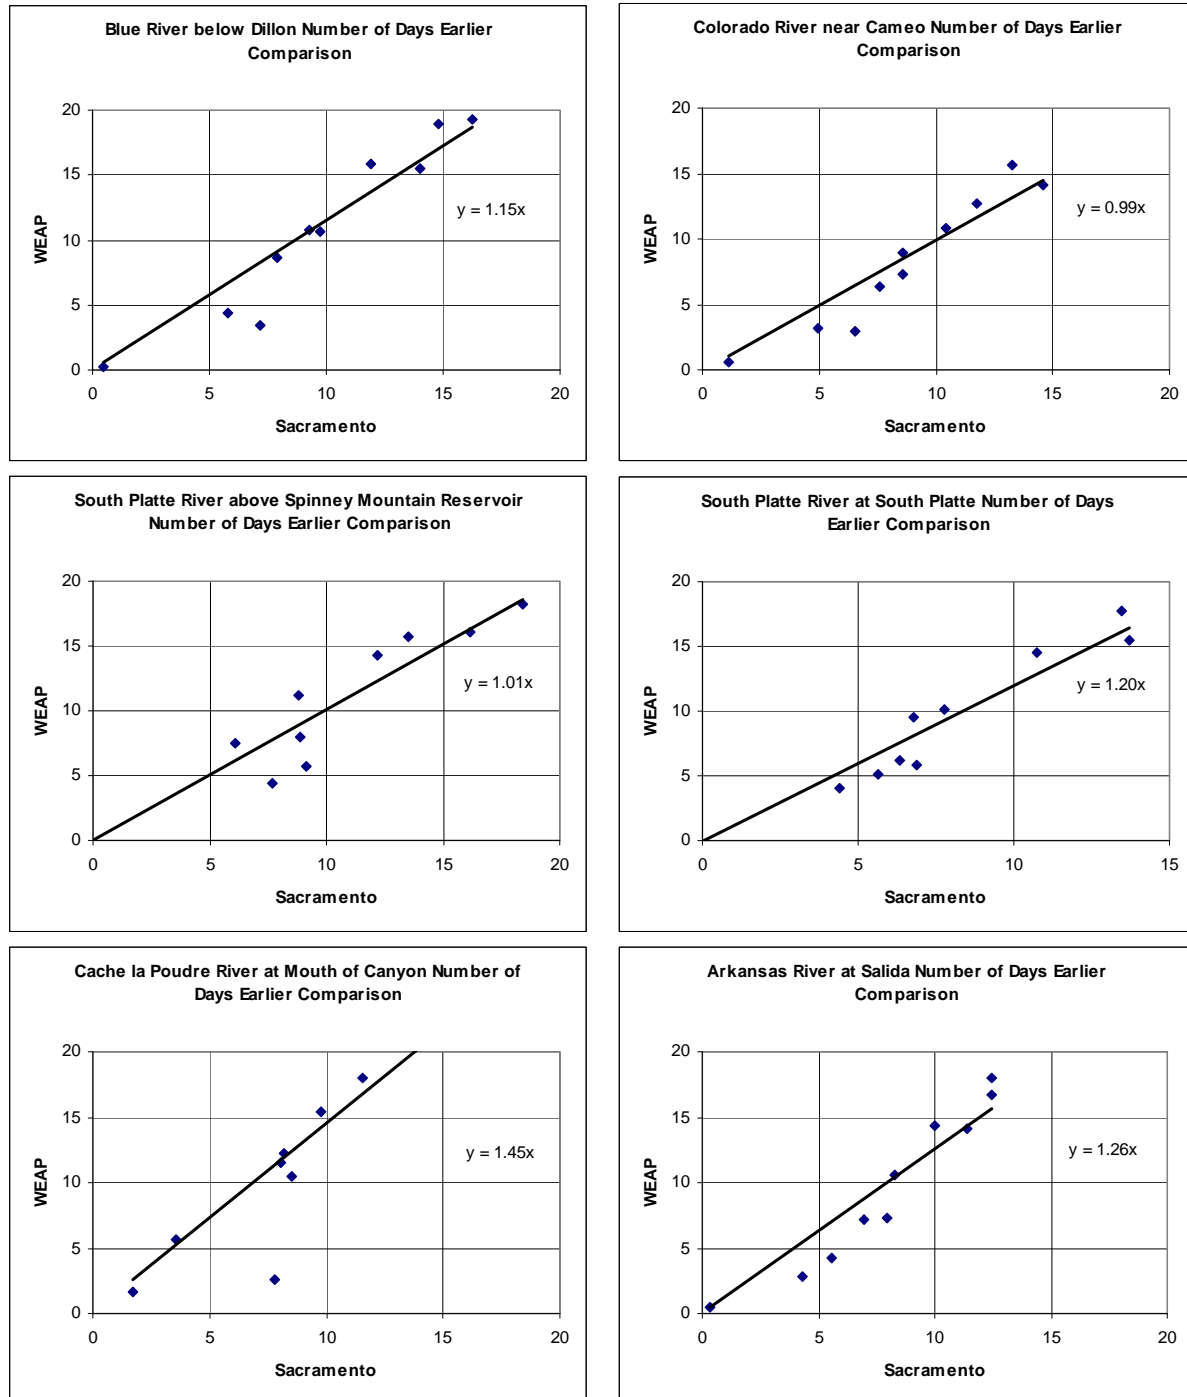 Blue River below Dillon Number of Days Earlier
Comparison
20
15
10
5
0
WEAP
y = 1.15x
0 5 10 15 20
Sacramento
Colorado River near Cameo Number of Days Earlier
Comparison
20
15
10
5
0
WEAP
y = 0.99x
0 5 10 15 20
Sacramento
South Platte River above Spinney Mountain Reservoir
Number of Days Earlier Comparison
20
15
10
5
0
WEAP
y = 1.01x
0 5 10 15 20
Sacramento
South Platte River at South Platte Number of Days
Earlier Comparison
20
15
10
5
0
WEAP
y = 1.20x
0 5 10 15
Sacramento
Cache la Poudre River at Mouth of Canyon Number of
Days Earlier Comparison
20
15
10
5
0
WEAP
y = 1.45x
0 5 10 15 20
Sacramento
Arkansas River at Salida Number of Days Earlier
Comparison
20
15
10
5
0
WEAP
y = 1.26x
0 5 10 15 20
Sacramento